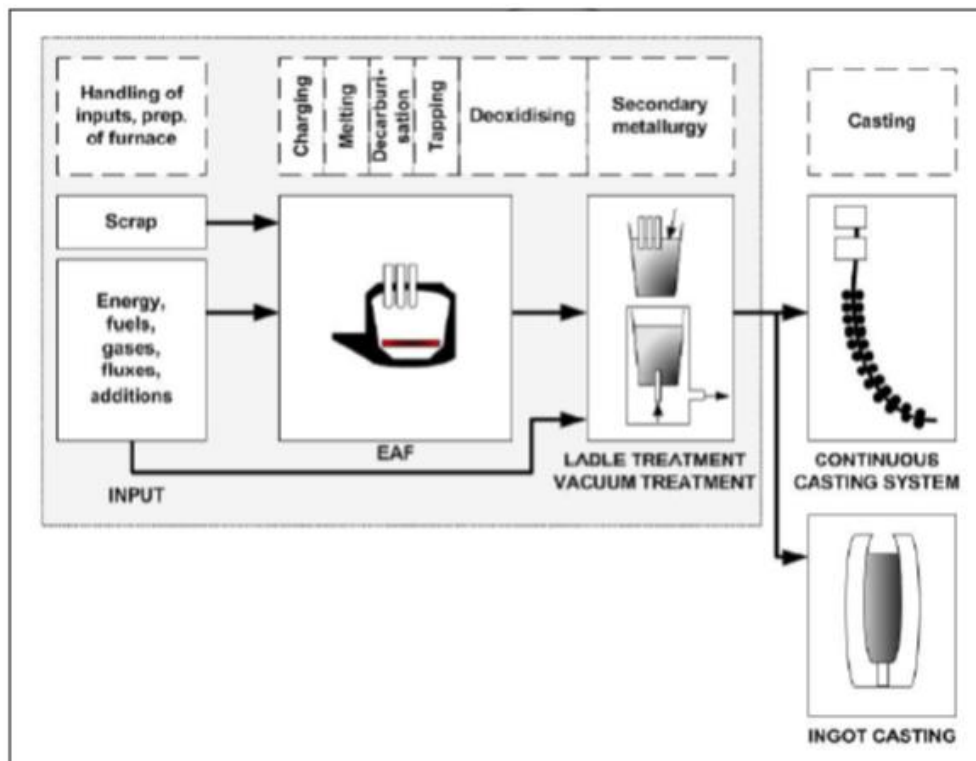 Handling of
inputs, prep.
of furnace
Charging
Melting
Decarburi-
sation
Tapping
Deoxidising
Secondary
metallurgy
Casting
Scrap
Energy,
fuels,
gases,
fluxes,
additions
INPUT
EAF
LADLE TREATMENT
VACUUM TREATMENT
CONTINUOUS
CASTING SYSTEM
INGOT CASTING